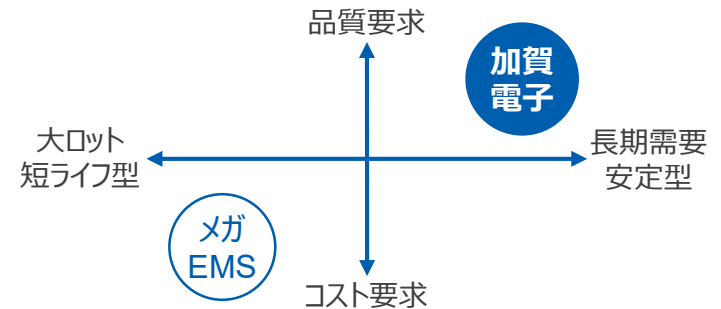 品質要求
加賀
電子
大ロット
短ライフ型
長期需要
安定型
メガ
EMS
コスト要求